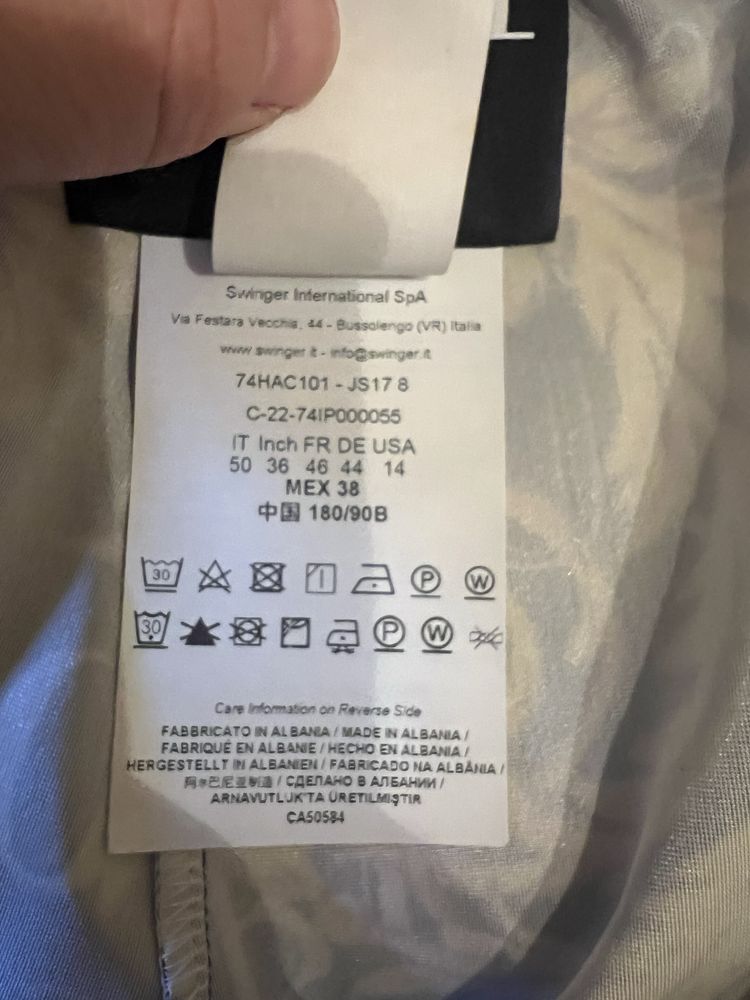 Swinger International SpA
Via Festara Vecchia, 44 - Bussolengo (VR) Italia
www.swinger.it - info@swinger.it
74HAC101 - JS17 8
C-22-74IP000055
IT Inch FR DE USA
50 36 46 44 14
MEX 38
中国 180/90B
30 P W
30 P W
Care Information on Reverse Side
FABBRICATO IN ALBANIA / MADE IN ALBANIA /
FABRIQUÉ EN ALBANIE / HECHO EN ALBANIA /
HERGESTELLT IN ALBANIEN / FABRICADO NA ALBÂNIA /
阿尔巴尼亚制造 / СДЕЛАНО В АЛБАНИИ /
ARNAVUTLUK'TA ÜRETILMIŞTIR
CA50584